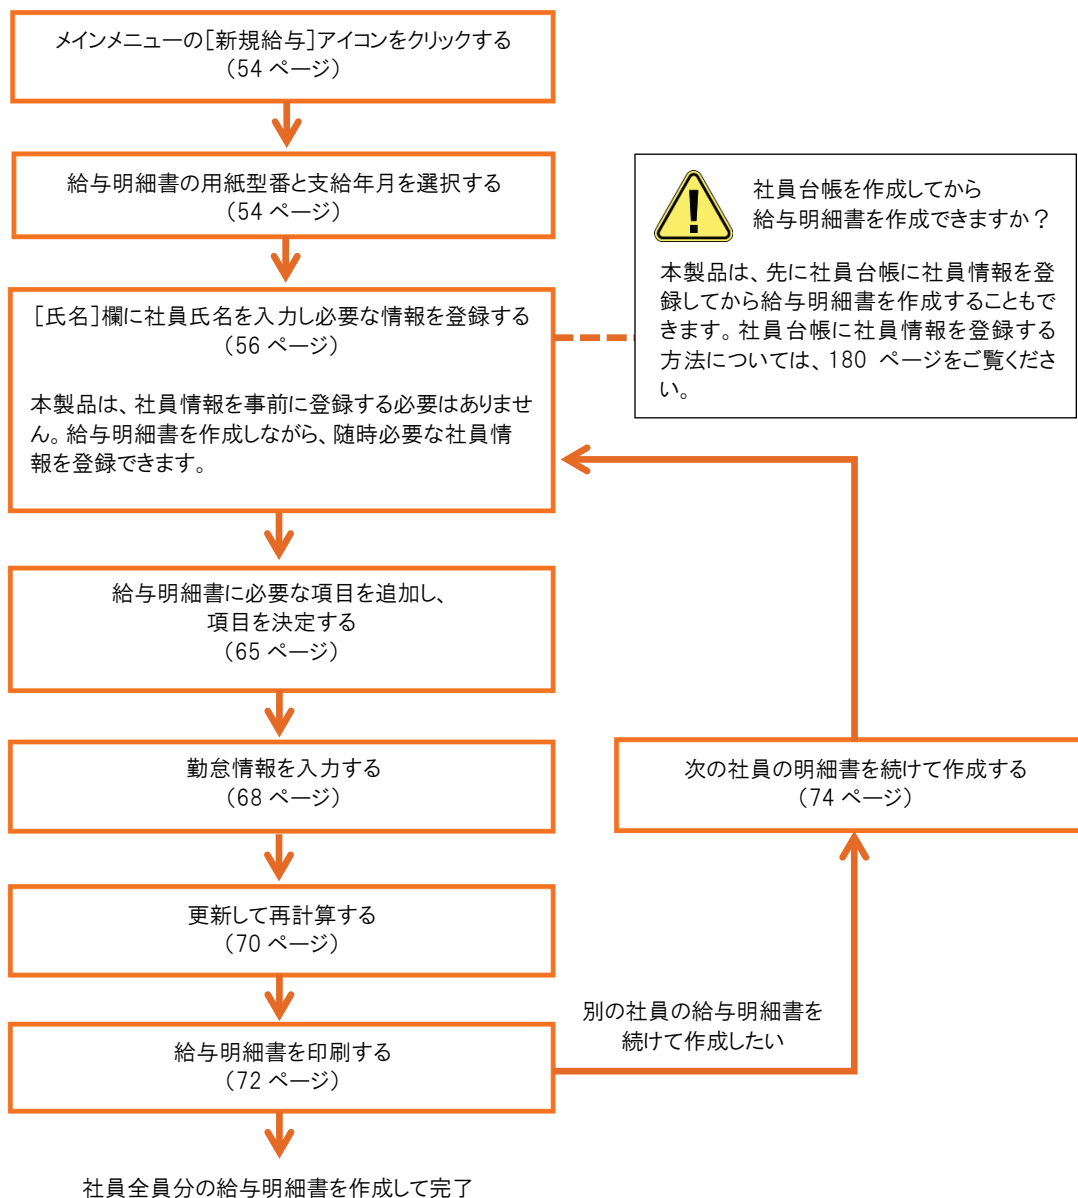 メインメニューの[新規給与]アイコンをクリックする
（54 ページ）
給与明細書の用紙型番と支給年月を選択する
（54 ページ）
[氏名]欄に社員氏名を入力し必要な情報を登録する
（56 ページ）
本製品は、社員情報を事前に登録する必要はありませ
ん。給与明細書を作成しながら、随時必要な社員情
報を登録できます。
社員台帳を作成してから
給与明細書を作成できますか？
本製品は、先に社員台帳に社員情報を登
録してから給与明細書を作成することもで
きます。社員台帳に社員情報を登録する
方法については、180 ページをご覧くださ
い。
給与明細書に必要な項目を追加し、
項目を決定する
（65 ページ）
勤怠情報を入力する
（68 ページ）
更新して再計算する
（70 ページ）
給与明細書を印刷する
（72 ページ）
別の社員の給与明細書を
続けて作成したい
次の社員の明細書を続けて作成する
（74 ページ）
社員全員分の給与明細書を作成して完了